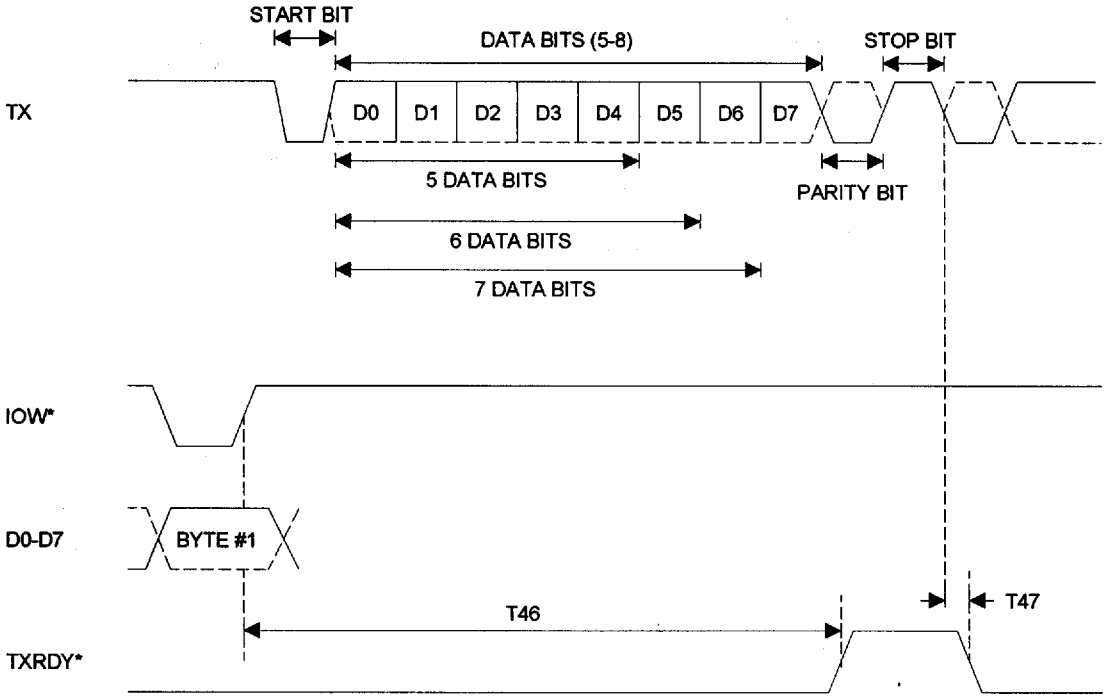 START BIT
DATA BITS (5-8)
STOP BIT
TX
D0 D1 D2 D3 D4 D5 D6 D7
5 DATA BITS
PARITY BIT
6 DATA BITS
7 DATA BITS
IOW*
D0-D7
BYTE #1
T46
T47
TXRDY*